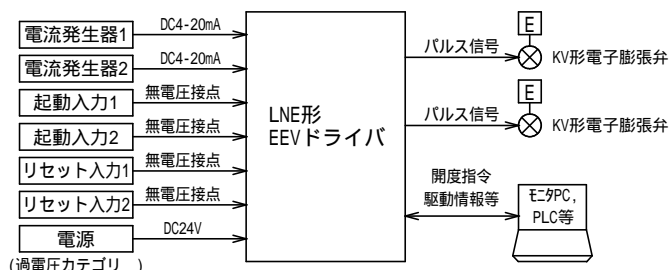 電流発生器1
DC4-20mA
電流発生器2
DC4-20mA
起動入力1
無電圧接点
起動入力2
無電圧接点
リセット入力1
無電圧接点
リセット入力2
無電圧接点
電源
DC24V
(過電圧カテゴリ )
LNE形
EEVドライバ
パルス信号
E
KV形電子膨張弁
パルス信号
E
KV形電子膨張弁
開度指令
駆動情報等
モニタPC,
PLC等